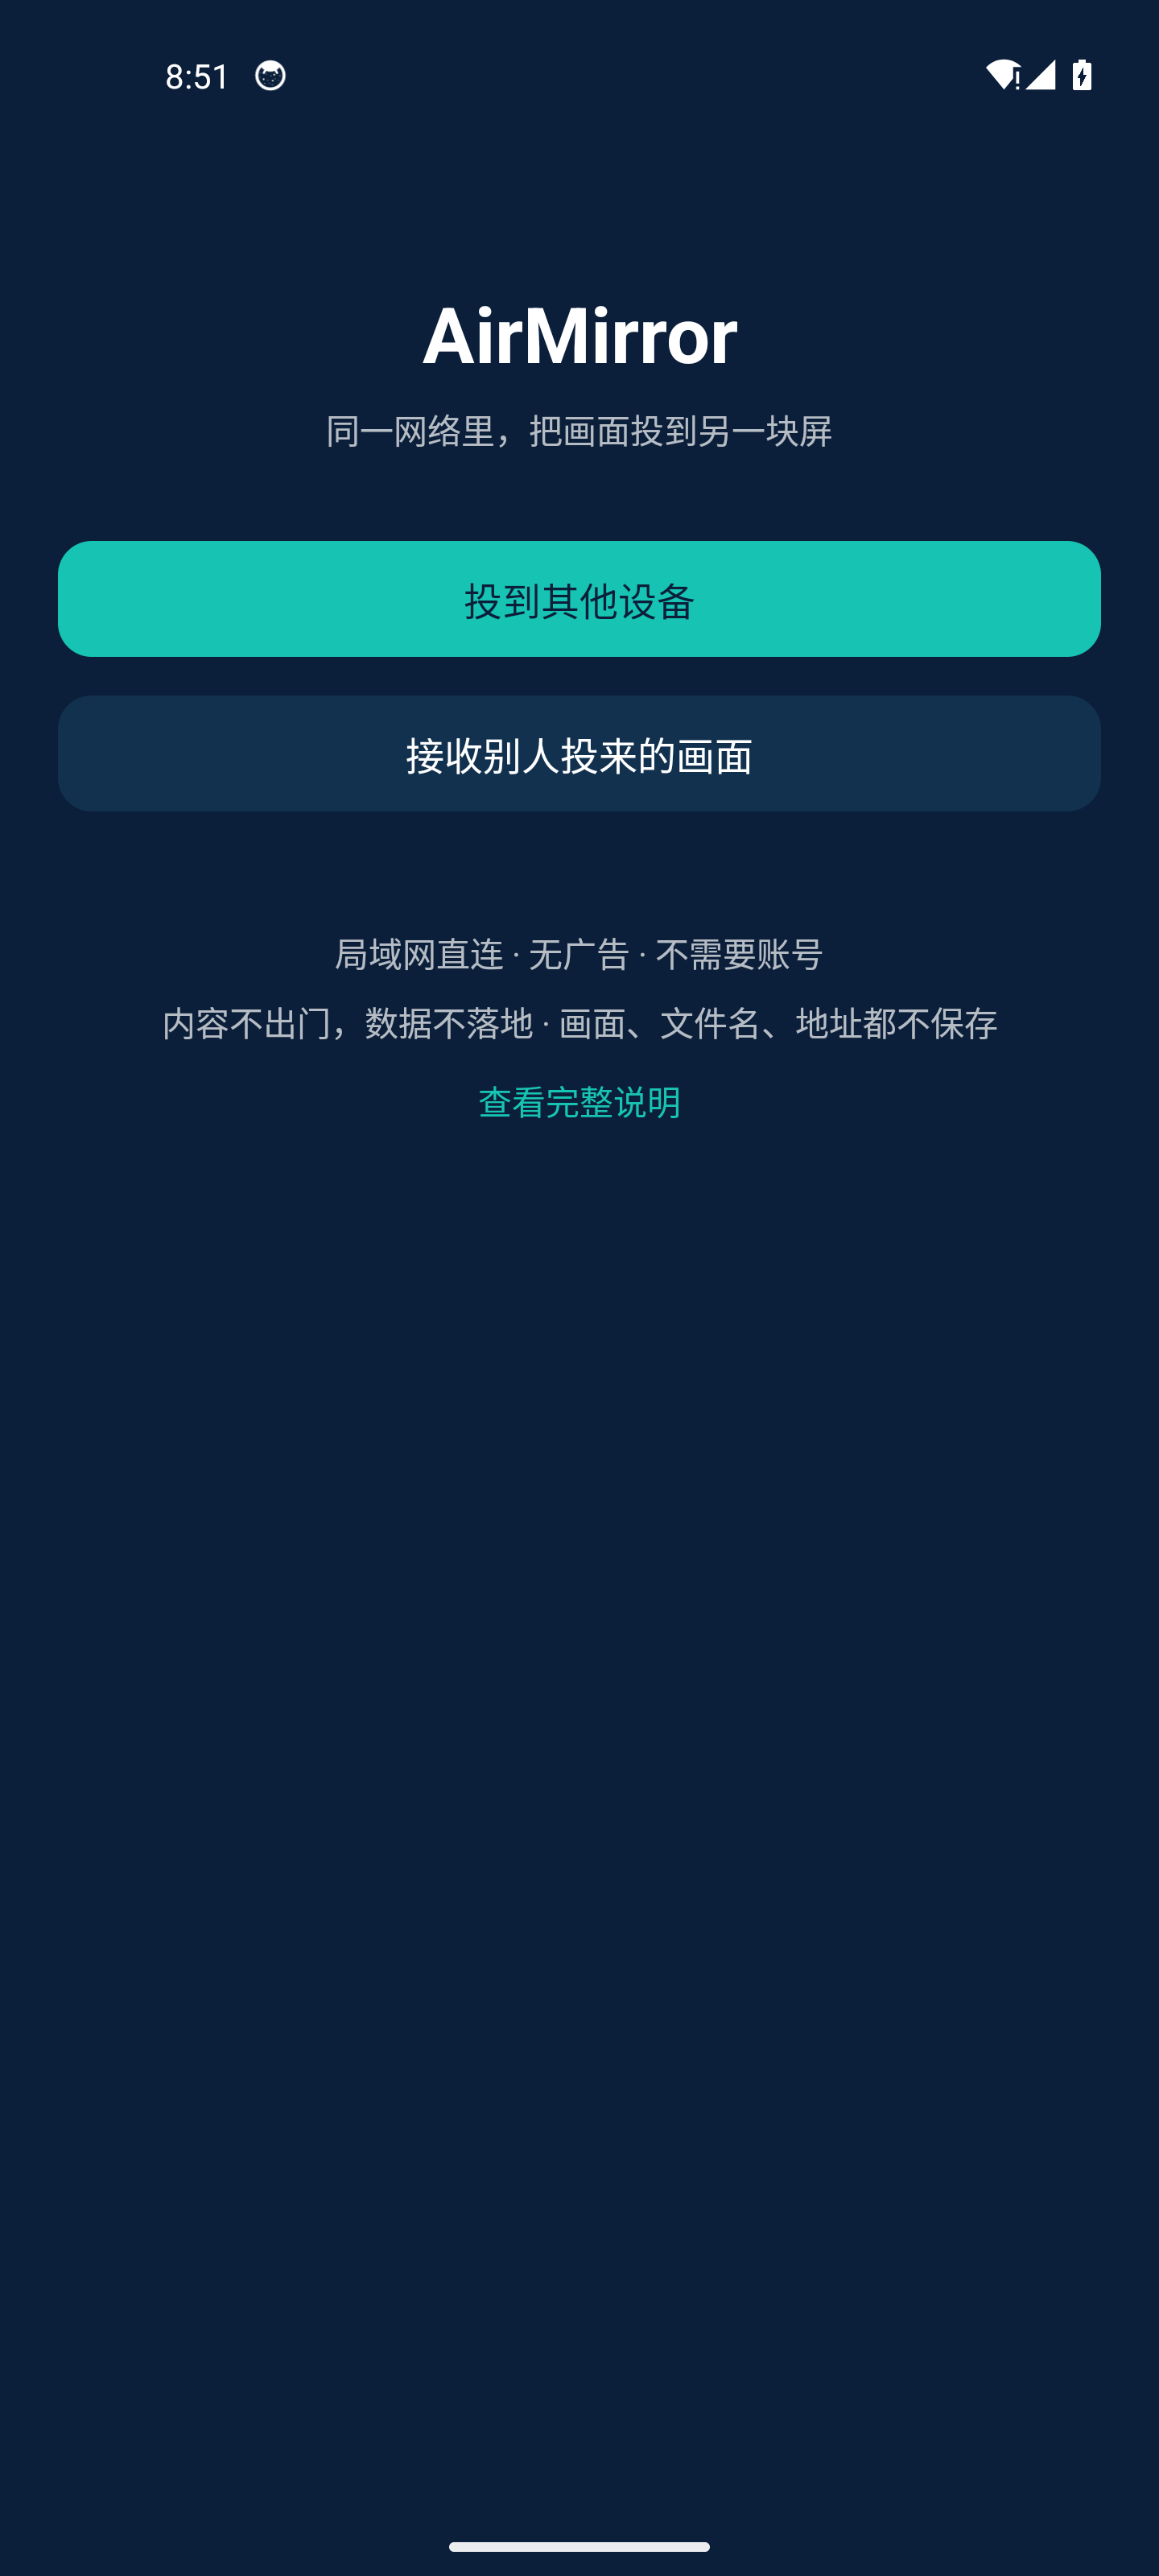 8:51
AirMirror
同一网络里，把画面投到另一块屏
投到其他设备
接收别人投来的画面
局域网直连 · 无广告 · 不需要账号
内容不出门，数据不落地 · 画面、文件名、地址都不保存
查看完整说明